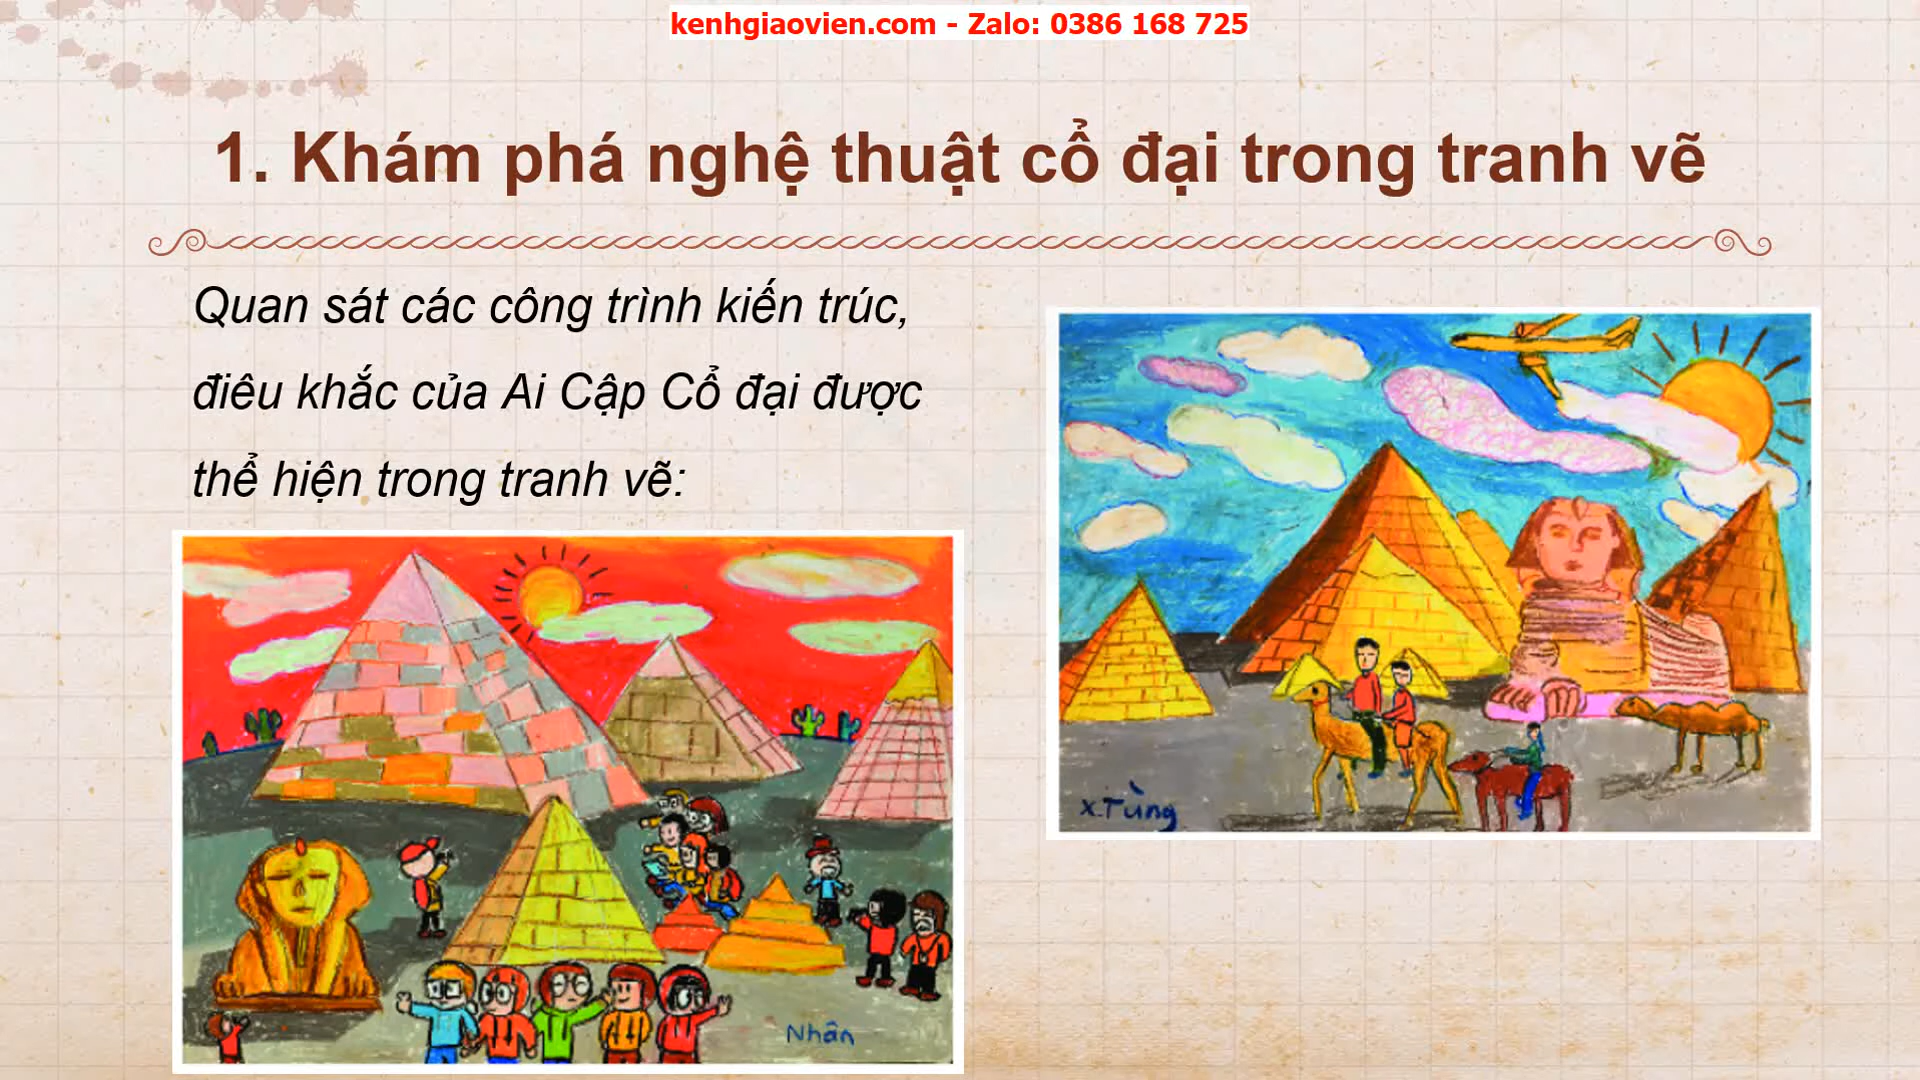 kenhgiaovien.com - Zalo: 0386 168 725
1. Khám phá nghệ thuật cổ đại trong tranh vẽ
Quan sát các công trình kiến trúc,
điêu khắc của Ai Cập Cổ đại được
thể hiện trong tranh vẽ:
X.Tùng
Nhân